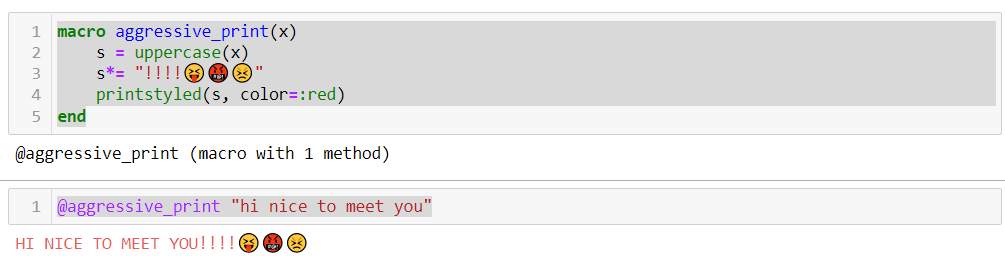 1 macro aggressive_print(x)
2     s = uppercase(x)
3     s*= "!!!!😝🤬😣"
4     printstyled(s, color=:red)
5 end
@aggressive_print (macro with 1 method)
1 @aggressive_print "hi nice to meet you"
HI NICE TO MEET YOU!!!!😝🤬😣